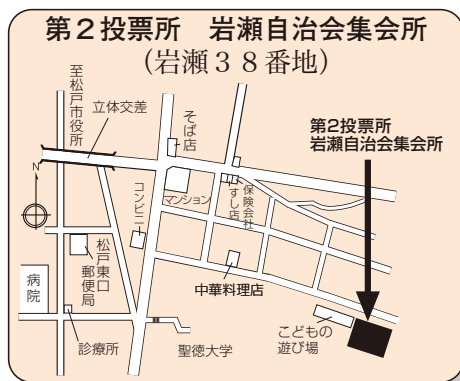 第2投票所 岩瀬自治会集会所
(岩瀬38番地)
至松戸市役所
立体交差
そば店
第2投票所
岩瀬自治会集会所
N
コンビニ
マンション
すし店
保険会社
松戸東口
郵便局
病院
中華料理店
こどもの
遊び場
診療所
聖徳大学